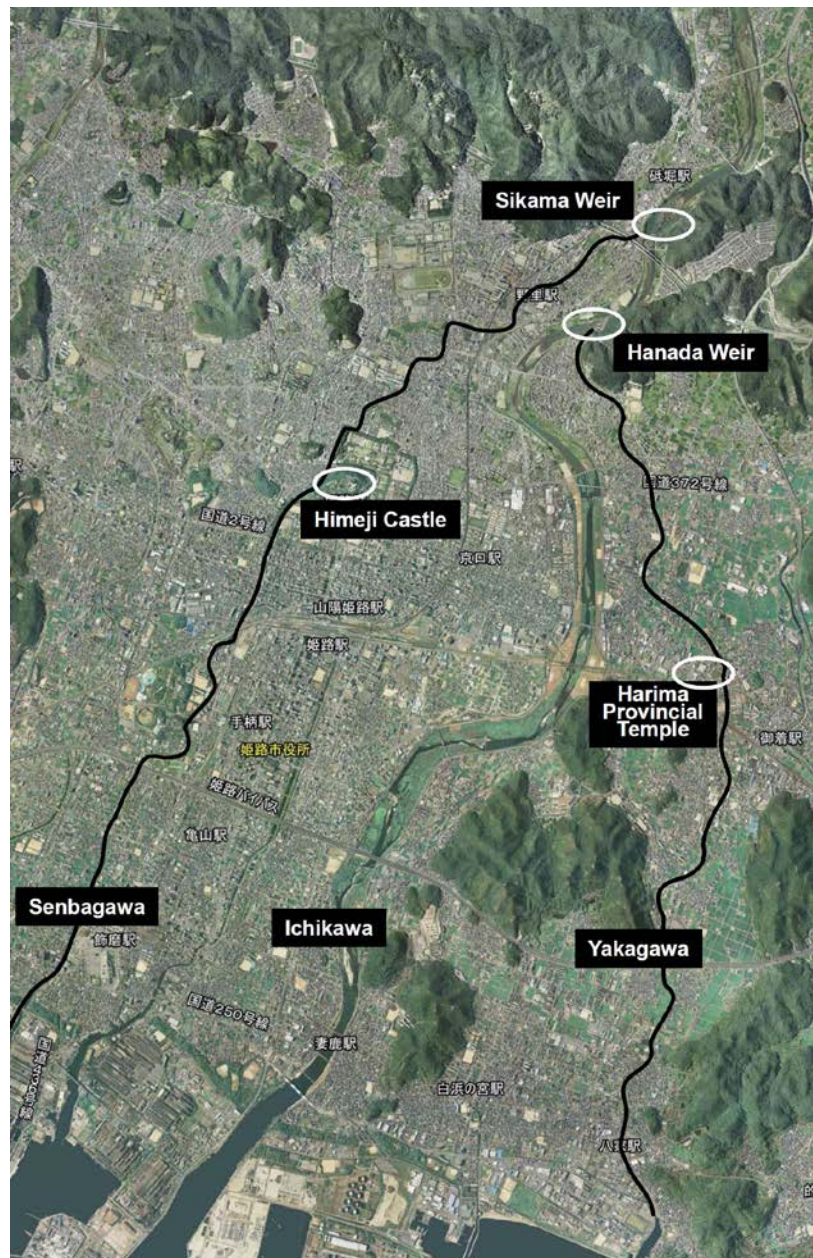 砥堀駅
Sikama Weir
野里駅
Hanada Weir
駅
国道372号線
国道2号線
Himeji Castle
京口駅
山陽姫路駅
姫路駅
Harima
Provincial
Temple
手柄駅
御着駅
姫路市役所
姫路バイパス
亀山駅
Senbagawa
Ichikawa
Yakagawa
飾磨駅
国道250号線
妻鹿駅
白浜の宮駅
八家駅
的